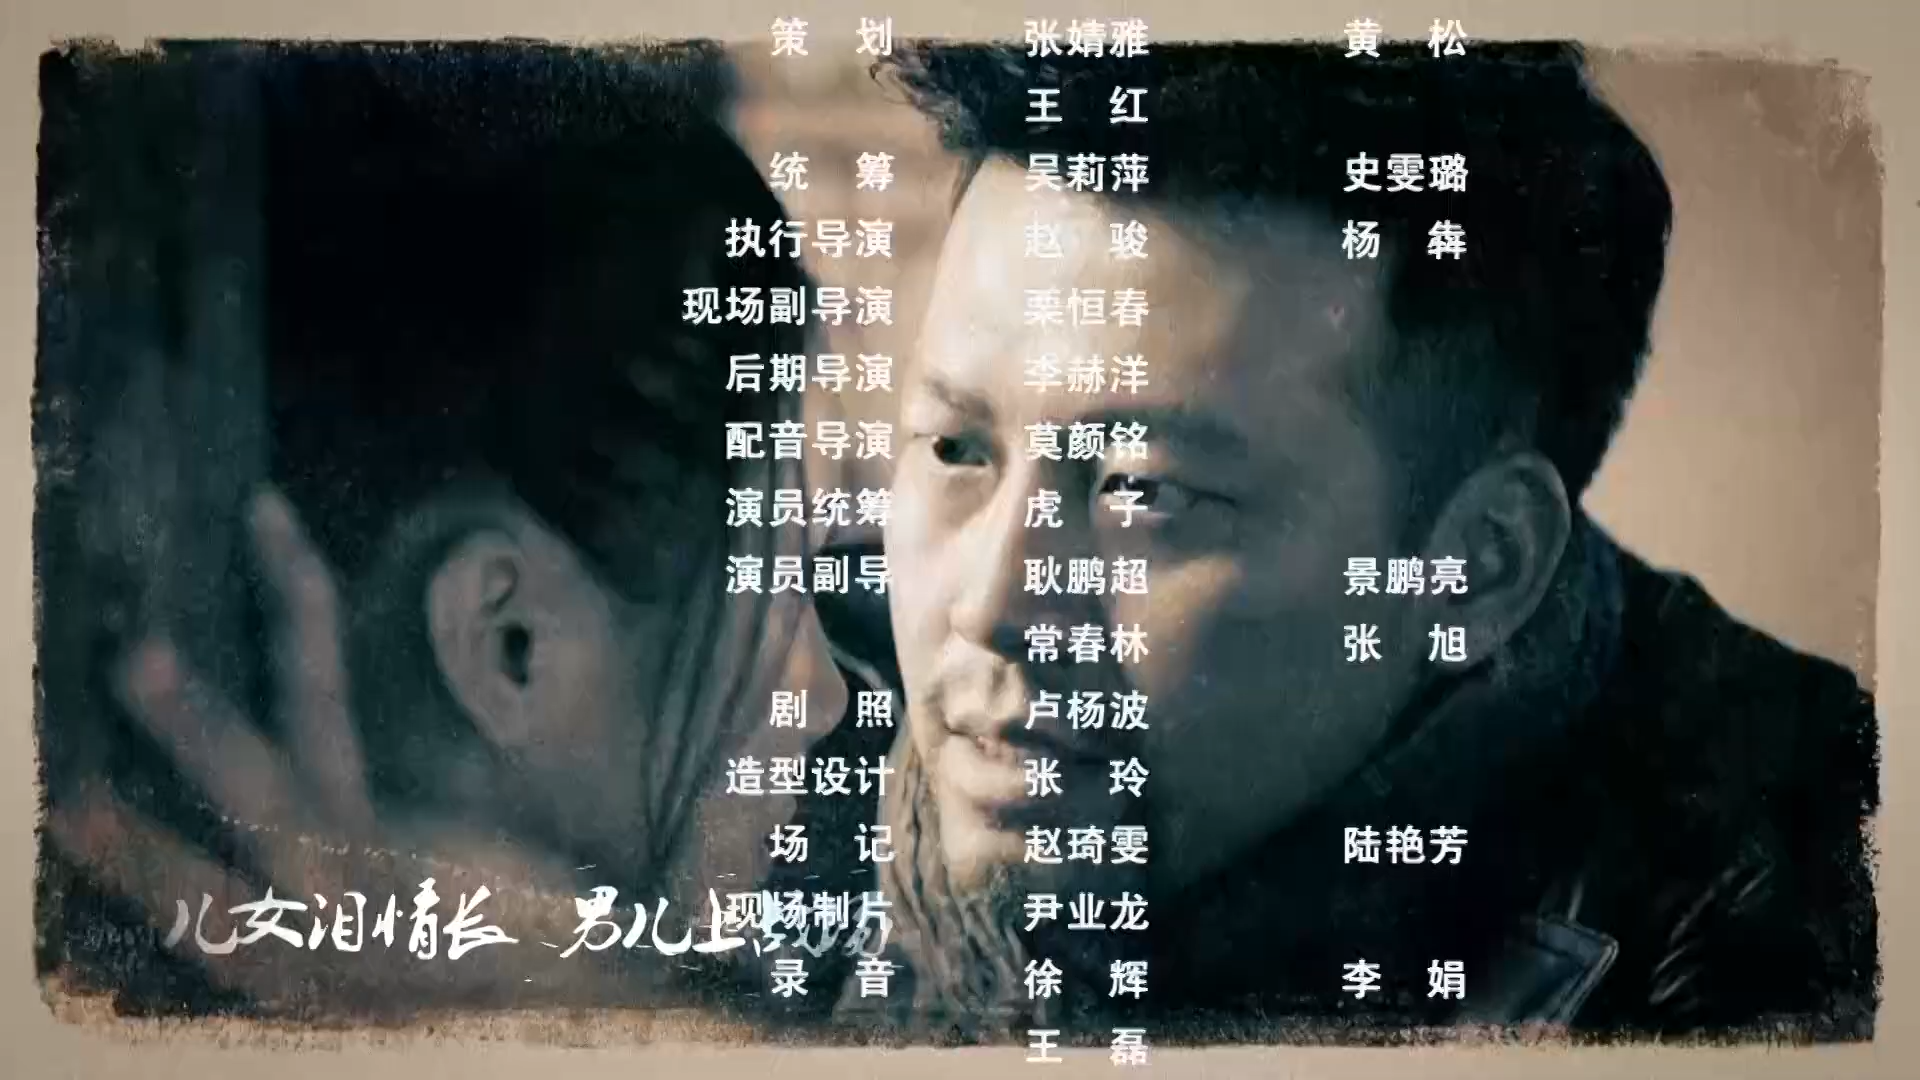 策 划 张婧雅 黄 松
王 红
统 筹 吴莉萍 史雯璐
执行导演 赵 骏 杨 犇
现场副导演 栗恒春
后期导演 李赫洋
配音导演 莫颜铭
演员统筹 虎 子
演员副导 耿鹏超 景鹏亮
常春林 张 旭
剧 照 卢杨波
造型设计 张 玲
场 记 赵琦雯 陆艳芳
现场制片 尹业龙
儿女泪情长 男儿上战场
录 音 徐 辉 李 娟
王 磊